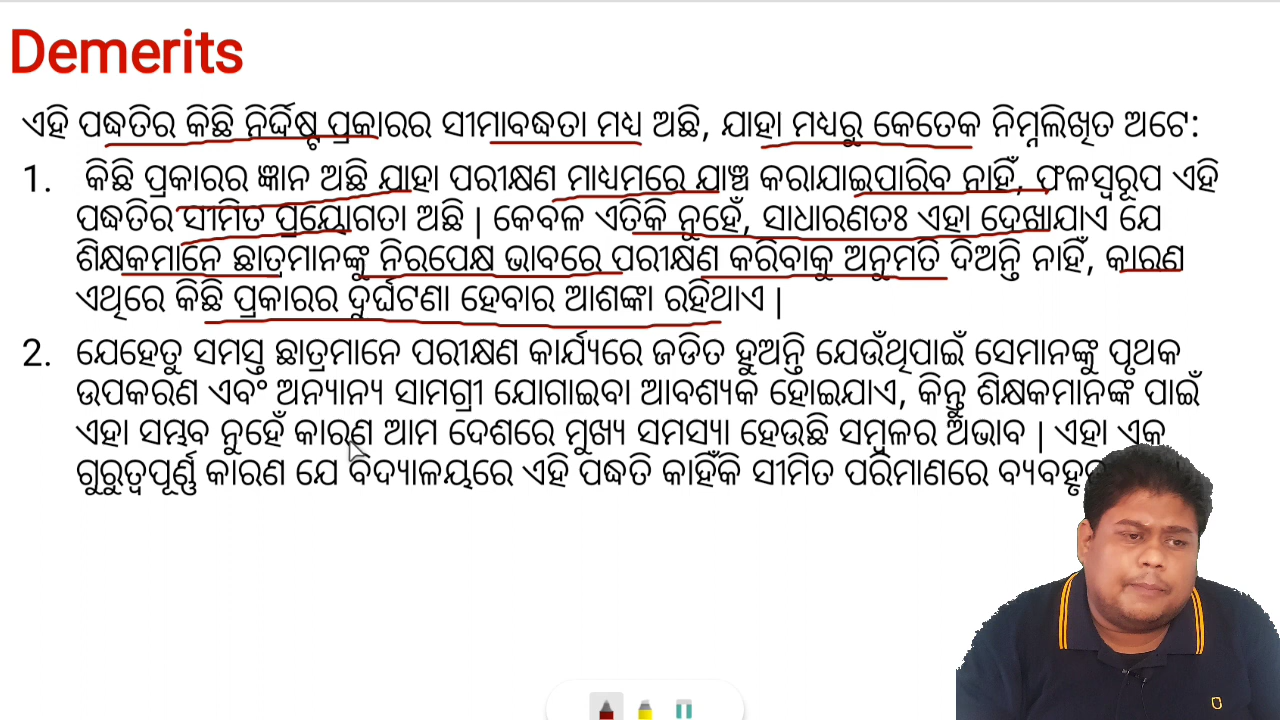 Demerits
ଏହି ପଦ୍ଧତିର କିଛି ନିର୍ଦ୍ଦିଷ୍ଟ ପ୍ରକାରର ସୀମାବଦ୍ଧତା ମଧ୍ୟ ଅଛି, ଯାହା ମଧ୍ୟରୁ କେତେକ ନିମ୍ନଲିଖିତ ଅଟେ:
1. କିଛି ପ୍ରକାରର ଜ୍ଞାନ ଅଛି ଯାହା ପରୀକ୍ଷଣ ମାଧ୍ୟମରେ ଯାଞ୍ଚ କରାଯାଇପାରିବ ନାହିଁ, ଫଳସ୍ୱରୂପ ଏହି
ପଦ୍ଧତିର ସୀମିତ ପ୍ରୟୋଗତା ଅଛି | କେବଳ ଏତିକି ନୁହେଁ, ସାଧାରଣତଃ ଏହା ଦେଖାଯାଏ ଯେ
ଶିକ୍ଷକମାନେ ଛାତ୍ରମାନଙ୍କୁ ନିରପେକ୍ଷ ଭାବରେ ପରୀକ୍ଷଣ କରିବାକୁ ଅନୁମତି ଦିଅନ୍ତି ନାହିଁ, କାରଣ
ଏଥିରେ କିଛି ପ୍ରକାରର ଦୁର୍ଘଟଣା ହେବାର ଆଶଙ୍କା ରହିଥାଏ |
2. ଯେହେତୁ ସମସ୍ତ ଛାତ୍ରମାନେ ପରୀକ୍ଷଣ କାର୍ଯ୍ୟରେ ଜଡିତ ହୁଅନ୍ତି ଯେଉଁଥିପାଇଁ ସେମାନଙ୍କୁ ପୃଥକ
ଉପକରଣ ଏବଂ ଅନ୍ୟାନ୍ୟ ସାମଗ୍ରୀ ଯୋଗାଇବା ଆବଶ୍ୟକ ହୋଇଯାଏ, କିନ୍ତୁ ଶିକ୍ଷକମାନଙ୍କ ପାଇଁ
ଏହା ସମ୍ଭବ ନୁହେଁ କାରଣ ଆମ ଦେଶରେ ମୁଖ୍ୟ ସମସ୍ୟା ହେଉଛି ସମ୍ବଳର ଅଭାବ | ଏହା ଏକ
ଗୁରୁତ୍ୱପୂର୍ଣ୍ଣ କାରଣ ଯେ ବିଦ୍ୟାଳୟରେ ଏହି ପଦ୍ଧତି କାହିଁକି ସୀମିତ ପରିମାଣରେ